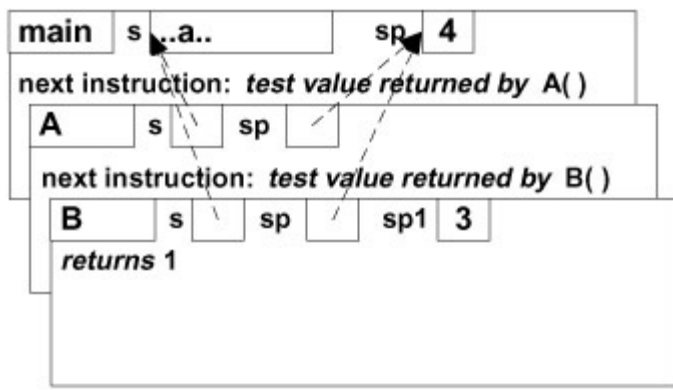 main s ..a.. sp 4
next instruction: test value returned by A( )
A s sp
next instruction: test value returned by B( )
B s sp sp1 3
returns 1